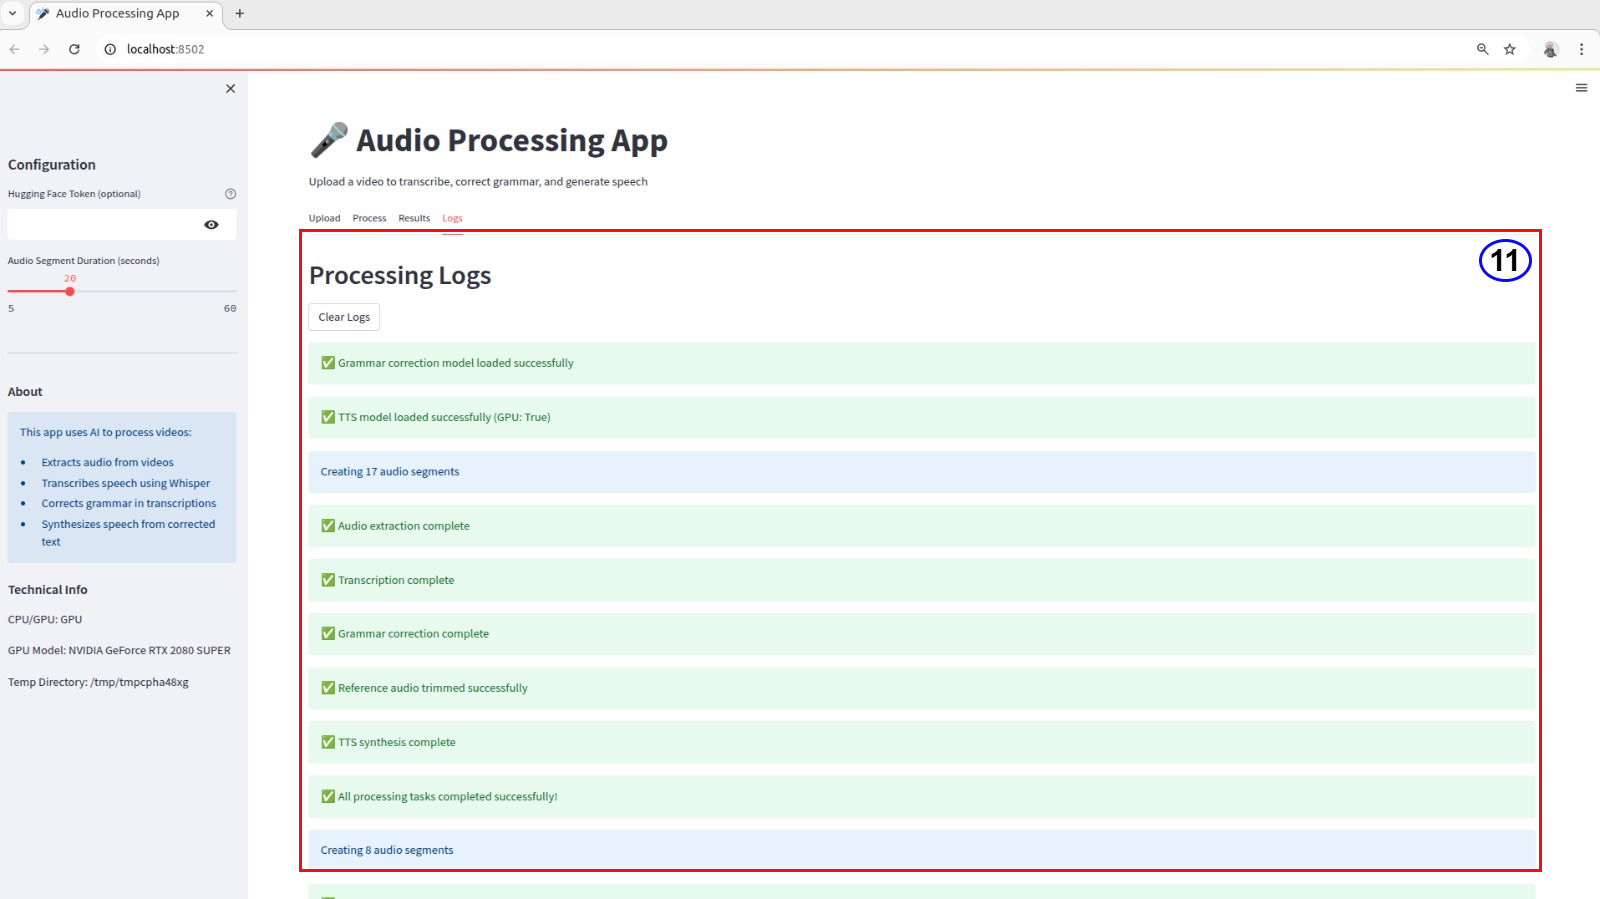 Audio Processing App
localhost:8502
Configuration
Hugging Face Token (optional)
Audio Segment Duration (seconds)
20
5 60
About
This app uses AI to process videos:
Extracts audio from videos
Transcribes speech using Whisper
Corrects grammar in transcriptions
Synthesizes speech from corrected
text
Technical Info
CPU/GPU: GPU
GPU Model: NVIDIA GeForce RTX 2080 SUPER
Temp Directory: /tmp/tmpcpha48xg
Audio Processing App
Upload a video to transcribe, correct grammar, and generate speech
Upload Process Results Logs
11
Processing Logs
Clear Logs
✅ Grammar correction model loaded successfully
✅ TTS model loaded successfully (GPU: True)
Creating 17 audio segments
✅ Audio extraction complete
✅ Transcription complete
✅ Grammar correction complete
✅ Reference audio trimmed successfully
✅ TTS synthesis complete
✅ All processing tasks completed successfully!
Creating 8 audio segments